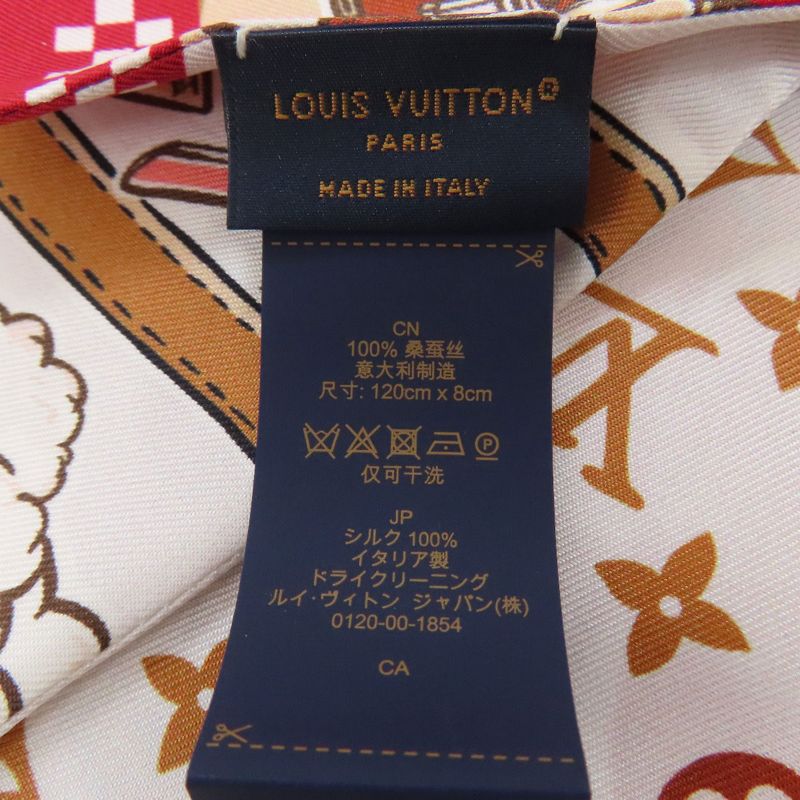 LOUIS VUITTON®
PARIS
MADE IN ITALY
CN
100% 桑蚕丝
意大利制造
尺寸: 120cm x 8cm
P
仅可干洗
JP
シルク 100%
イタリア製
ドライクリーニング
ルイ・ヴィトン ジャパン(株)
0120-00-1854
CA